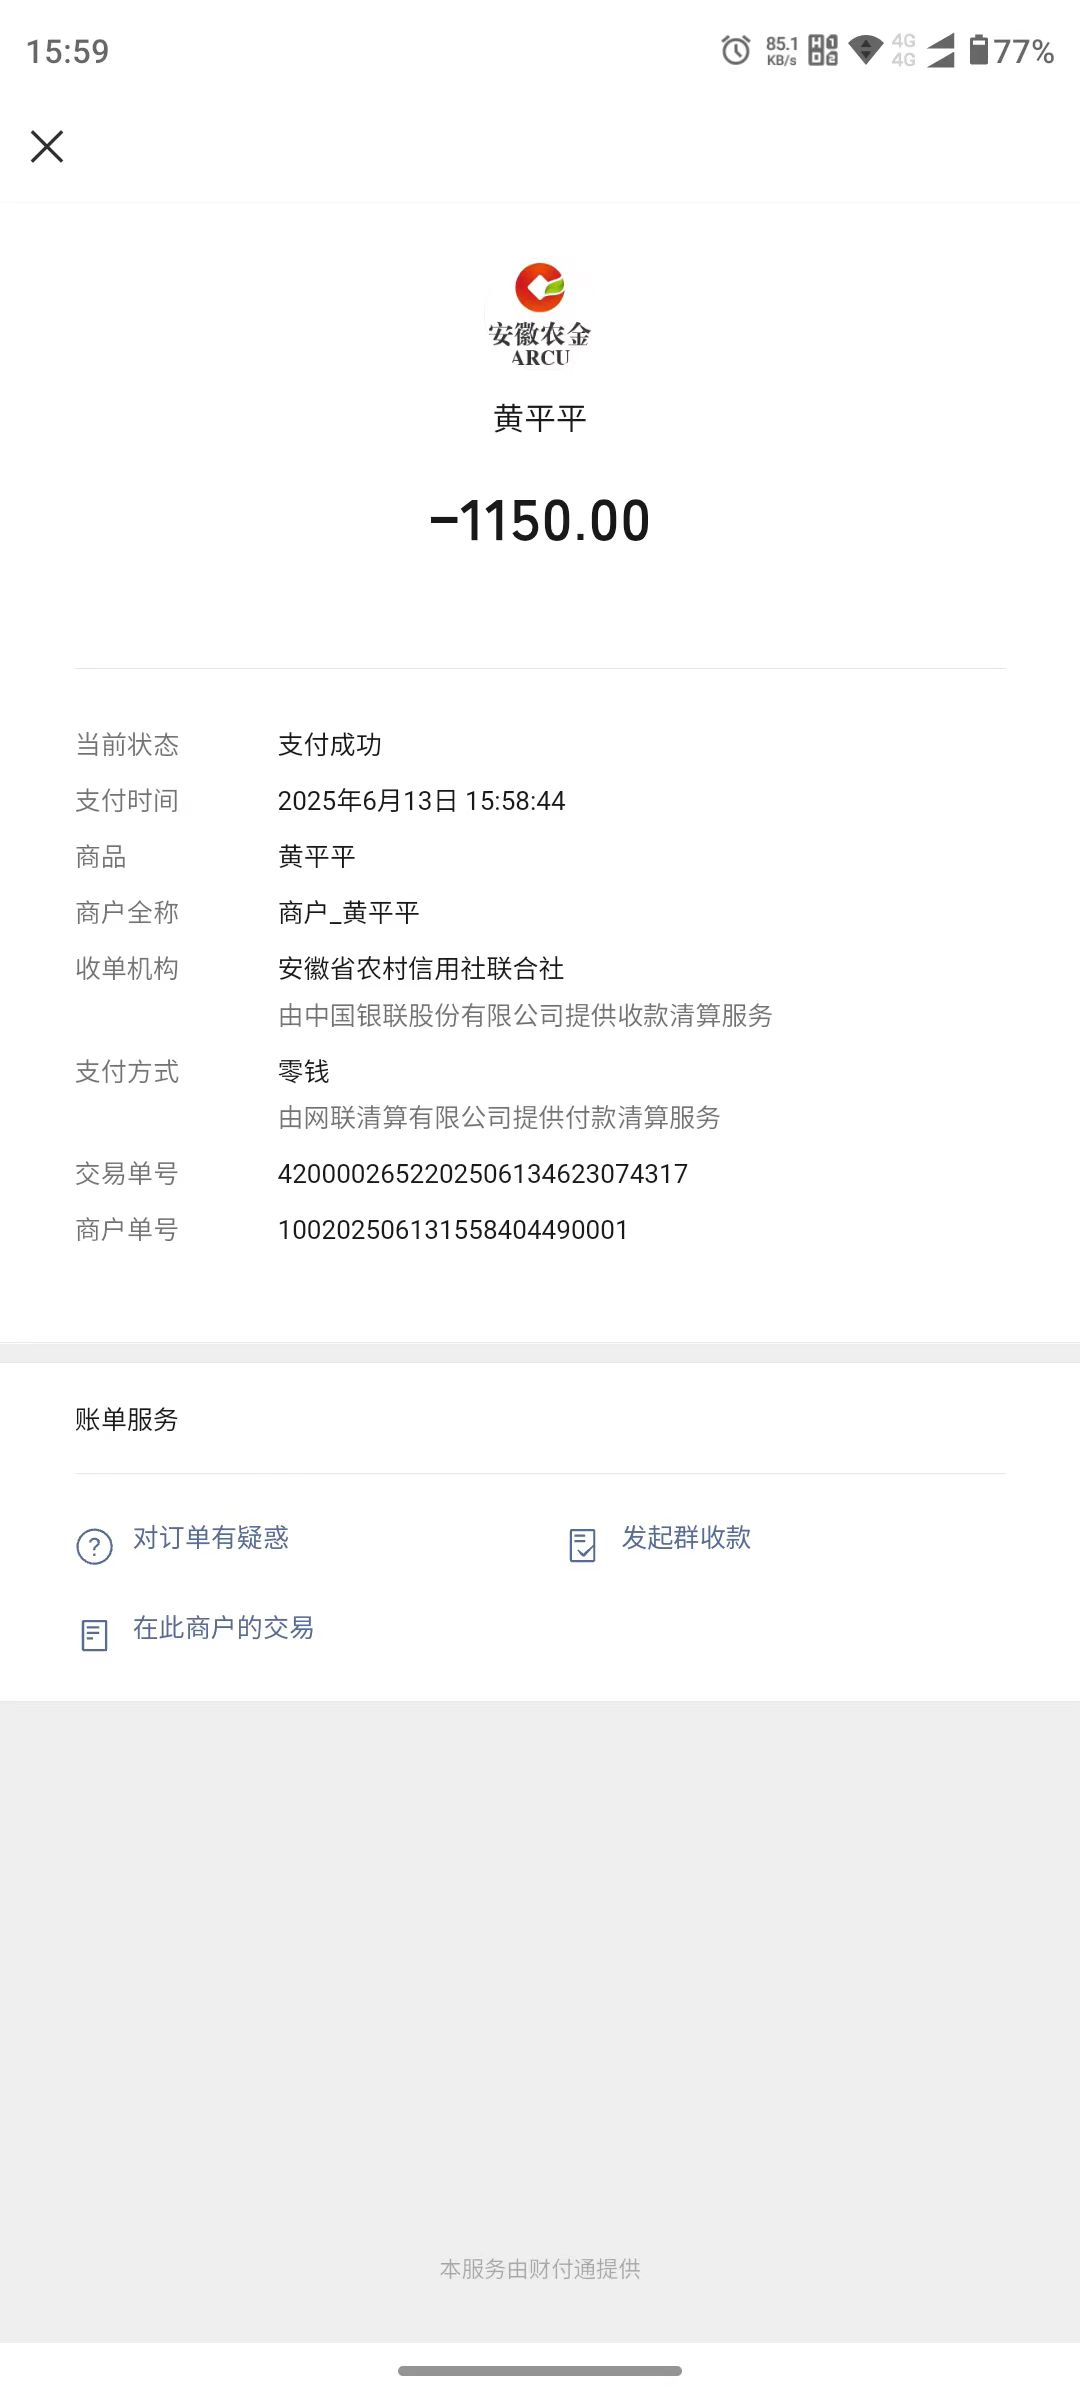 15:59
85.1 KB/s
4G
4G
77%
安徽农金
ARCU
黄平平
-1150.00
当前状态 支付成功
支付时间 2025年6月13日 15:58:44
商品 黄平平
商户全称 商户_黄平平
收单机构 安徽省农村信用社联合社
由中国银联股份有限公司提供收款清算服务
支付方式 零钱
由网联清算有限公司提供付款清算服务
交易单号 4200002652202506134623074317
商户单号 100202506131558404490001
账单服务
对订单有疑惑 发起群收款
在此商户的交易
本服务由财付通提供